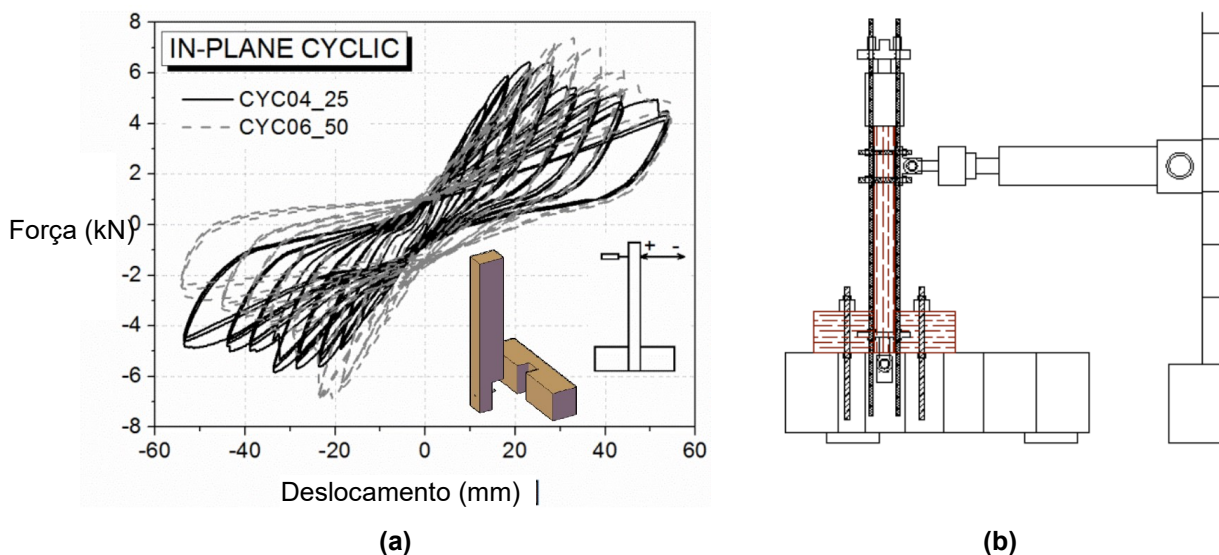 8
6
4
2
0
-2
-4
-6
-8
IN-PLANE CYCLIC
CYC04_25
CYC06_50
+ -
Força (kN)
-60 -40 -20 0 20 40 60
Deslocamento (mm) |
(a) (b)